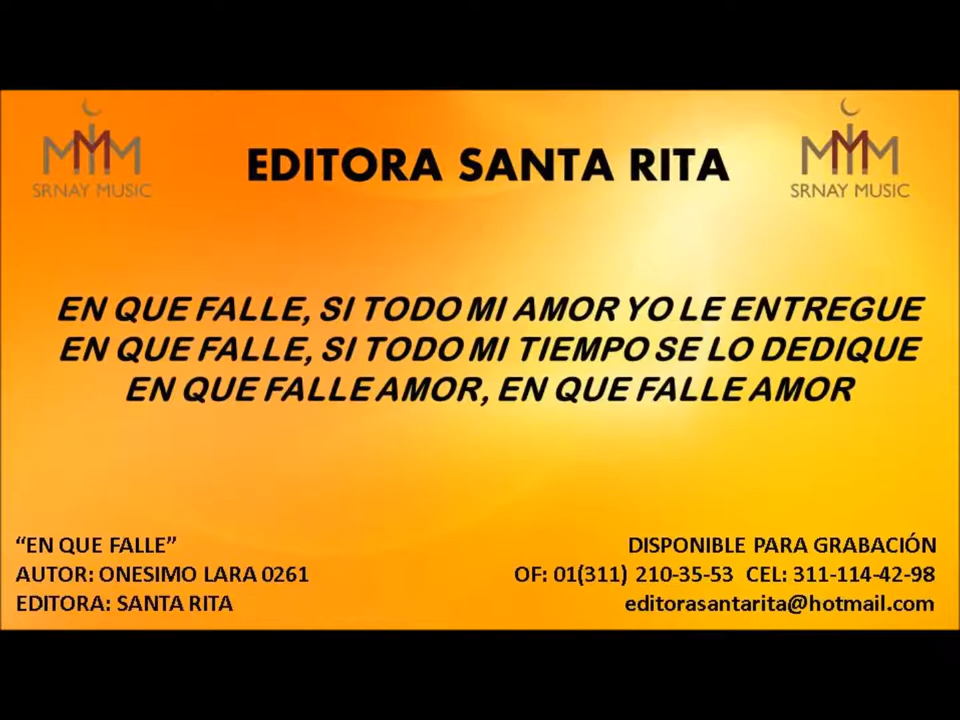 SRNAY MUSIC
EDITORA SANTA RITA
SRNAY MUSIC
EN QUE FALLE, SI TODO MI AMOR YO LE ENTREGUE
EN QUE FALLE, SI TODO MI TIEMPO SE LO DEDIQUE
EN QUE FALLE AMOR, EN QUE FALLE AMOR
“EN QUE FALLE”
AUTOR: ONESIMO LARA 0261
EDITORA: SANTA RITA
DISPONIBLE PARA GRABACIÓN
OF: 01(311) 210-35-53 CEL: 311-114-42-98
editorasantarita@hotmail.com